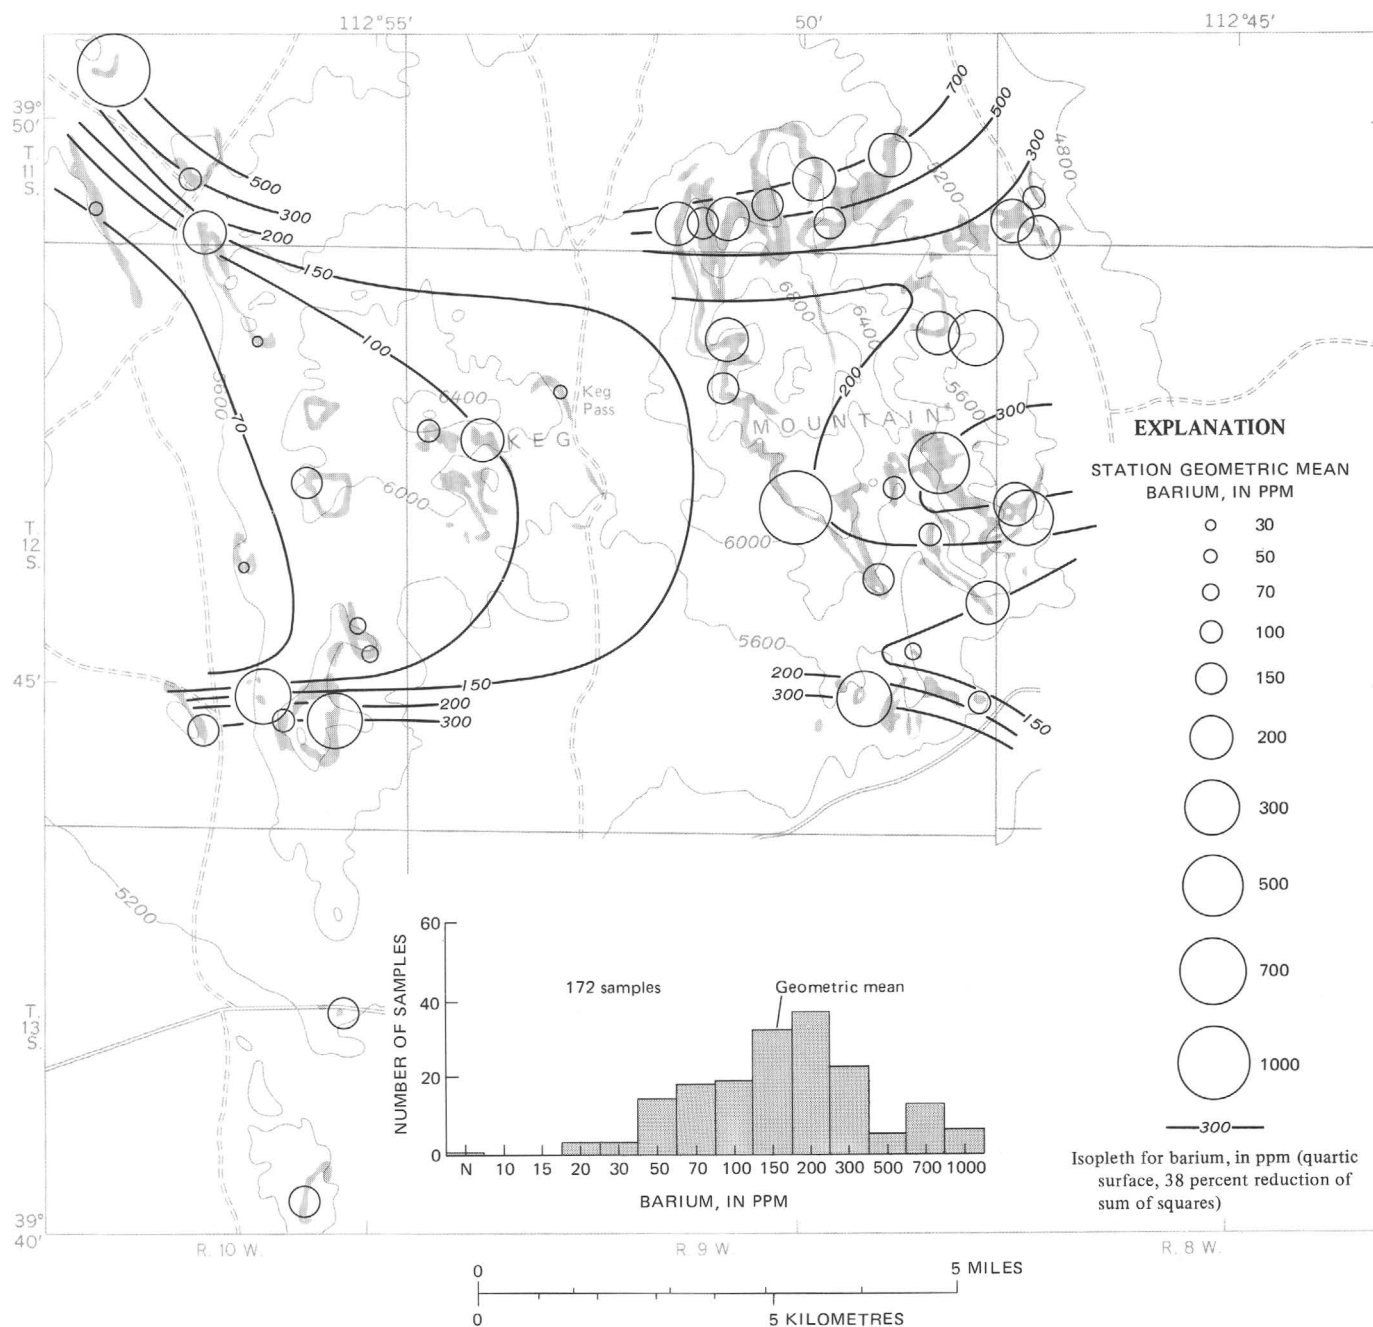 112°55′
50′
112°45′
39°
50′
T.
11
S.
700
500
300
4800
5200
500
300
200
150
6800
6400
100
200
5600
70
6400
Keg
Pass
KEG
MOUNTAIN
300
6000
6000
T.
12
S.
5600
45′
150
200
300
200
300
150
5200
T.
13
S.
39°
40′
R. 10 W.
R. 9 W
R. 8 W.
EXPLANATION
STATION GEOMETRIC MEAN
BARIUM, IN PPM
30
50
70
100
150
200
300
500
700
1000
300
Isopleth for barium, in ppm (quartic
surface, 38 percent reduction of
sum of squares)
NUMBER OF SAMPLES
60
40
20
0
172 samples
Geometric mean
N 10 15 20 30 50 70 100 150 200 300 500 700 1000
BARIUM, IN PPM
0 5 MILES
0 5 KILOMETRES